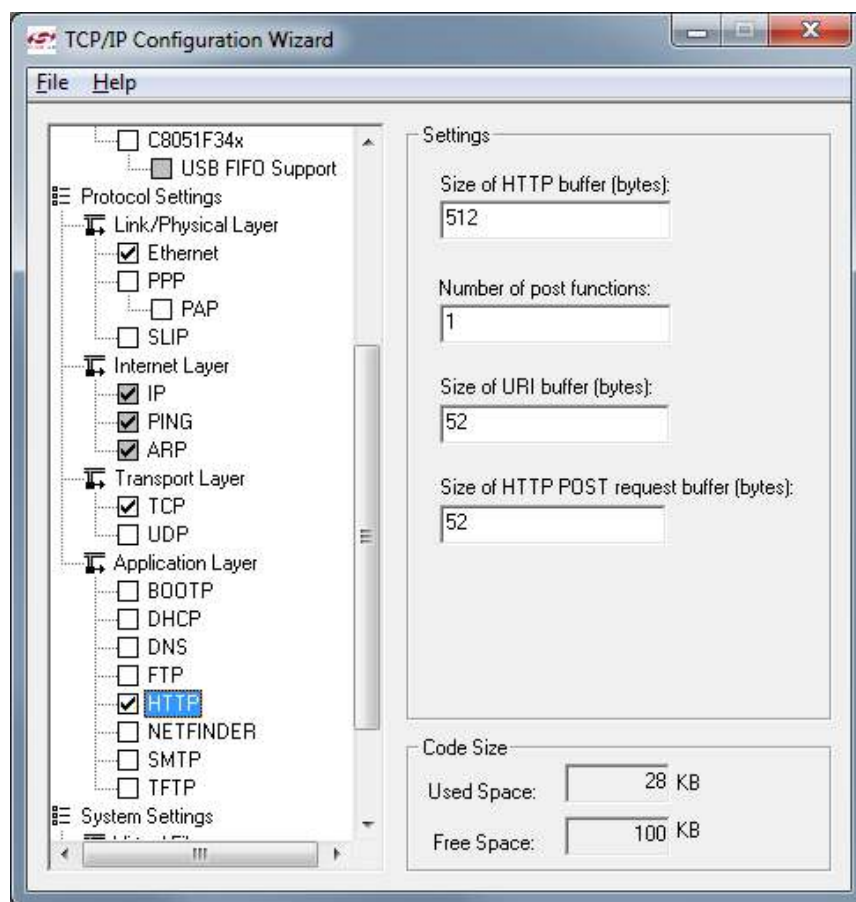 TCP/IP Configuration Wizard
File Help
C8051F34x
USB FIFO Support
Protocol Settings
Link/Physical Layer
Ethernet
PPP
PAP
SLIP
Internet Layer
IP
PING
ARP
Transport Layer
TCP
UDP
Application Layer
BOOTP
DHCP
DNS
FTP
HTTP
NETFINDER
SMTP
TFTP
System Settings
Settings
Size of HTTP buffer (bytes):
512
Number of post functions:
1
Size of URI buffer (bytes):
52
Size of HTTP POST request buffer (bytes):
52
Code Size
Used Space: 28 KB
Free Space: 100 KB